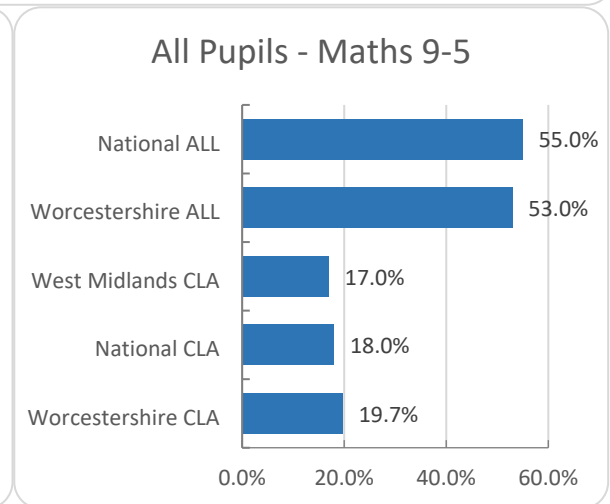 All Pupils - Maths 9-5
National ALL 55.0%
Worcestershire ALL 53.0%
West Midlands CLA 17.0%
National CLA 18.0%
Worcestershire CLA 19.7%
0.0% 20.0% 40.0% 60.0%